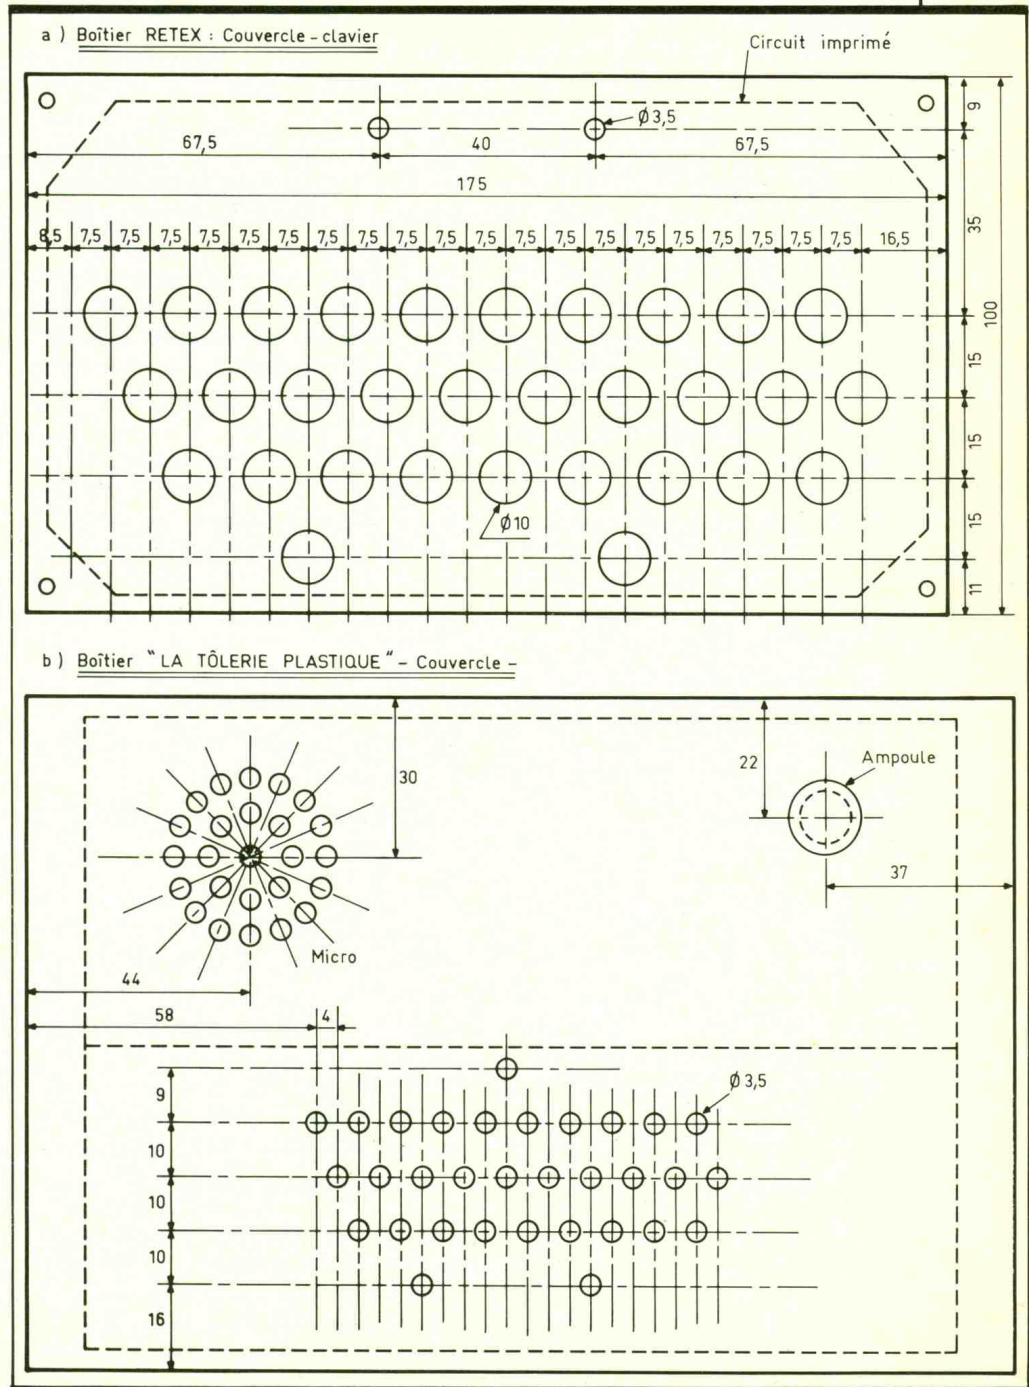 a ) Boîtier RETEX : Couvercle - clavier
Circuit imprimé
Ø 3,5
9
67,5 40 67,5
175
35
8,5 7,5 7,5 7,5 7,5 7,5 7,5 7,5 7,5 7,5 7,5 7,5 7,5 7,5 7,5 7,5 7,5 7,5 7,5 7,5 7,5 16,5
100
15
15
Ø 10
15
11
b ) Boîtier "LA TÔLERIE PLASTIQUE" - Couvercle -
30
22
Ampoule
37
Micro
44
58 4
9
Ø 3,5
10
10
10
16